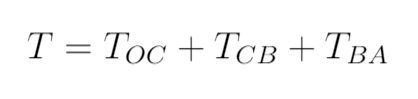 T = T_{OC} + T_{CB} + T_{BA}